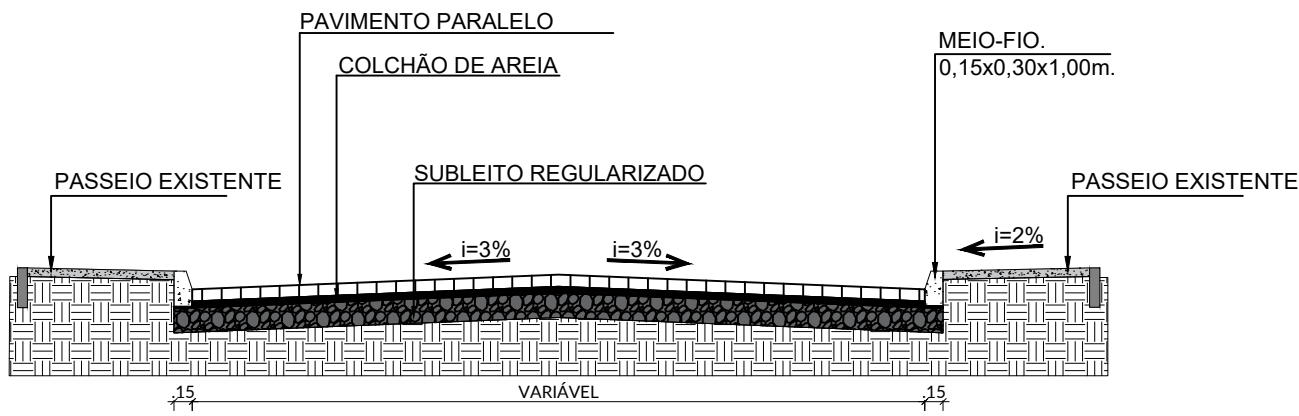 PAVIMENTO PARALELO
MEIO-FIO.
0,15x0,30x1,00m.
COLCHÃO DE AREIA
PASSEIO EXISTENTE
SUBLEITO REGULARIZADO
PASSEIO EXISTENTE
i=3%
i=3%
i=2%
.15
VARIÁVEL
.15